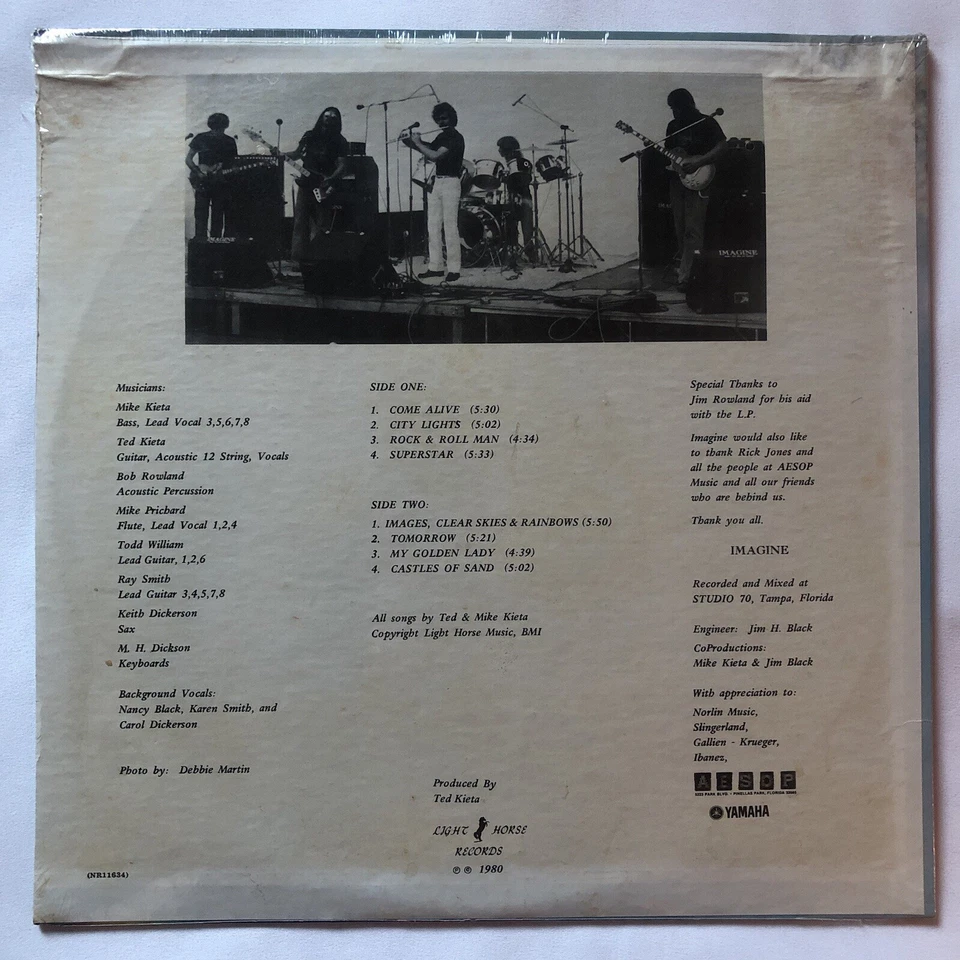 IMAGINE
IMAGINE
Musicians:
Mike Kieta
Bass, Lead Vocal 3,5,6,7,8
Ted Kieta
Guitar, Acoustic 12 String, Vocals
Bob Rowland
Acoustic Percussion
Mike Prichard
Flute, Lead Vocal 1,2,4
Todd William
Lead Guitar, 1,2,6
Ray Smith
Lead Guitar 3,4,5,7,8
Keith Dickerson
Sax
M. H. Dickson
Keyboards
Background Vocals:
Nancy Black, Karen Smith, and
Carol Dickerson
Photo by: Debbie Martin
(NR11634)
SIDE ONE:
1. COME ALIVE (5:30)
2. CITY LIGHTS (5:02)
3. ROCK & ROLL MAN (4:34)
4. SUPERSTAR (5:33)
SIDE TWO:
1. IMAGES, CLEAR SKIES & RAINBOWS (5:50)
2. TOMORROW (5:21)
3. MY GOLDEN LADY (4:39)
4. CASTLES OF SAND (5:02)
All songs by Ted & Mike Kieta
Copyright Light Horse Music, BMI
Produced By
Ted Kieta
LIGHT HORSE
RECORDS
℗ © 1980
Special Thanks to
Jim Rowland for his aid
with the L.P.
Imagine would also like
to thank Rick Jones and
all the people at AESOP
Music and all our friends
who are behind us.
Thank you all.
IMAGINE
Recorded and Mixed at
STUDIO 70, Tampa, Florida
Engineer: Jim H. Black
CoProductions:
Mike Kieta & Jim Black
With appreciation to:
Norlin Music,
Slingerland,
Gallien - Krueger,
Ibanez,
AESOP
PARK BLVD. • PINELLAS PARK, FLORIDA
YAMAHA